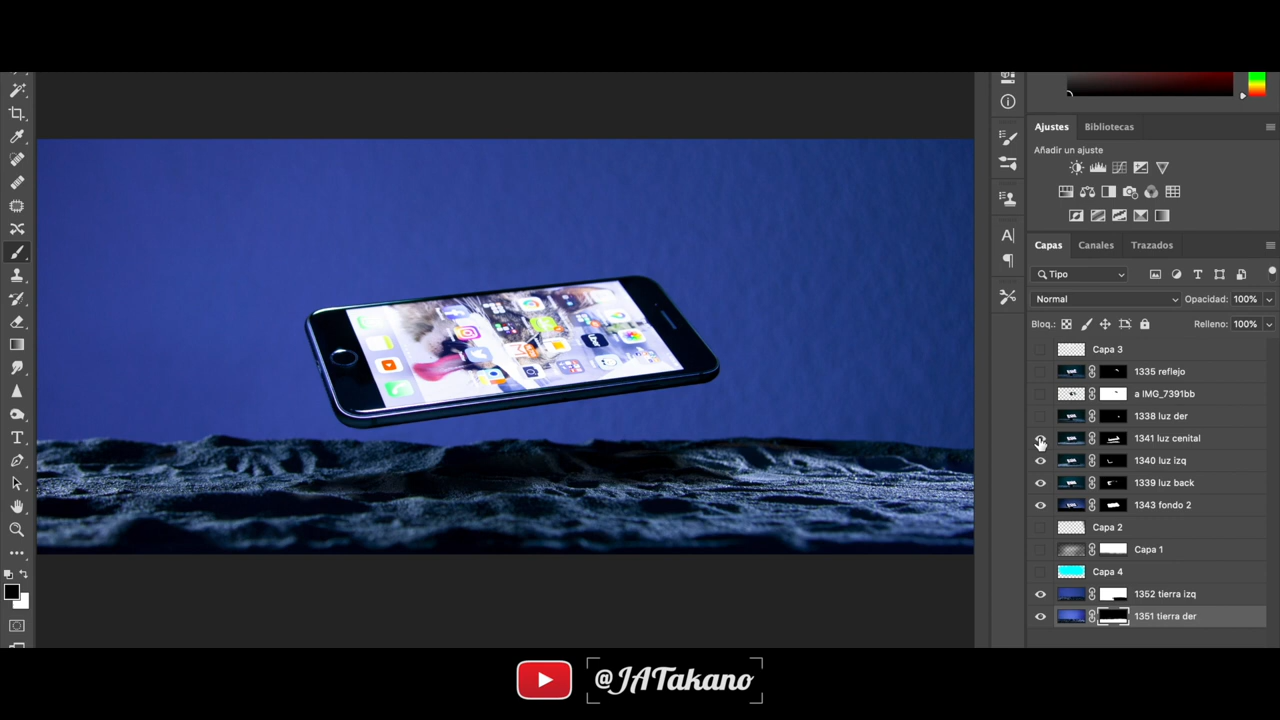 Ajustes Bibliotecas
Añadir un ajuste
Capas Canales Trazados
Tipo
Normal Opacidad: 100%
Bloq.: Relleno: 100%
Capa 3
1335 reflejo
a IMG_7391bb
1338 luz der
1341 luz cenital
1340 luz izq
1339 luz back
1343 fondo 2
Capa 2
Capa 1
Capa 4
1352 tierra izq
1351 tierra der
@JATakano